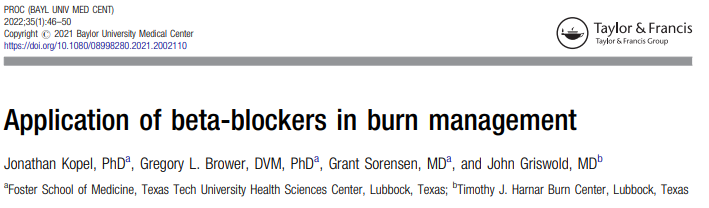 PROC (BAYL UNIV MED CENT)
2022;35(1):46–50
Copyright © 2021 Baylor University Medical Center
https://doi.org/10.1080/08998280.2021.2002110
Taylor & Francis
Taylor & Francis Group
Application of beta-blockers in burn management
Jonathan Kopel, PhDa, Gregory L. Brower, DVM, PhDa, Grant Sorensen, MDa, and John Griswold, MDb
aFoster School of Medicine, Texas Tech University Health Sciences Center, Lubbock, Texas; bTimothy J. Harnar Burn Center, Lubbock, Texas